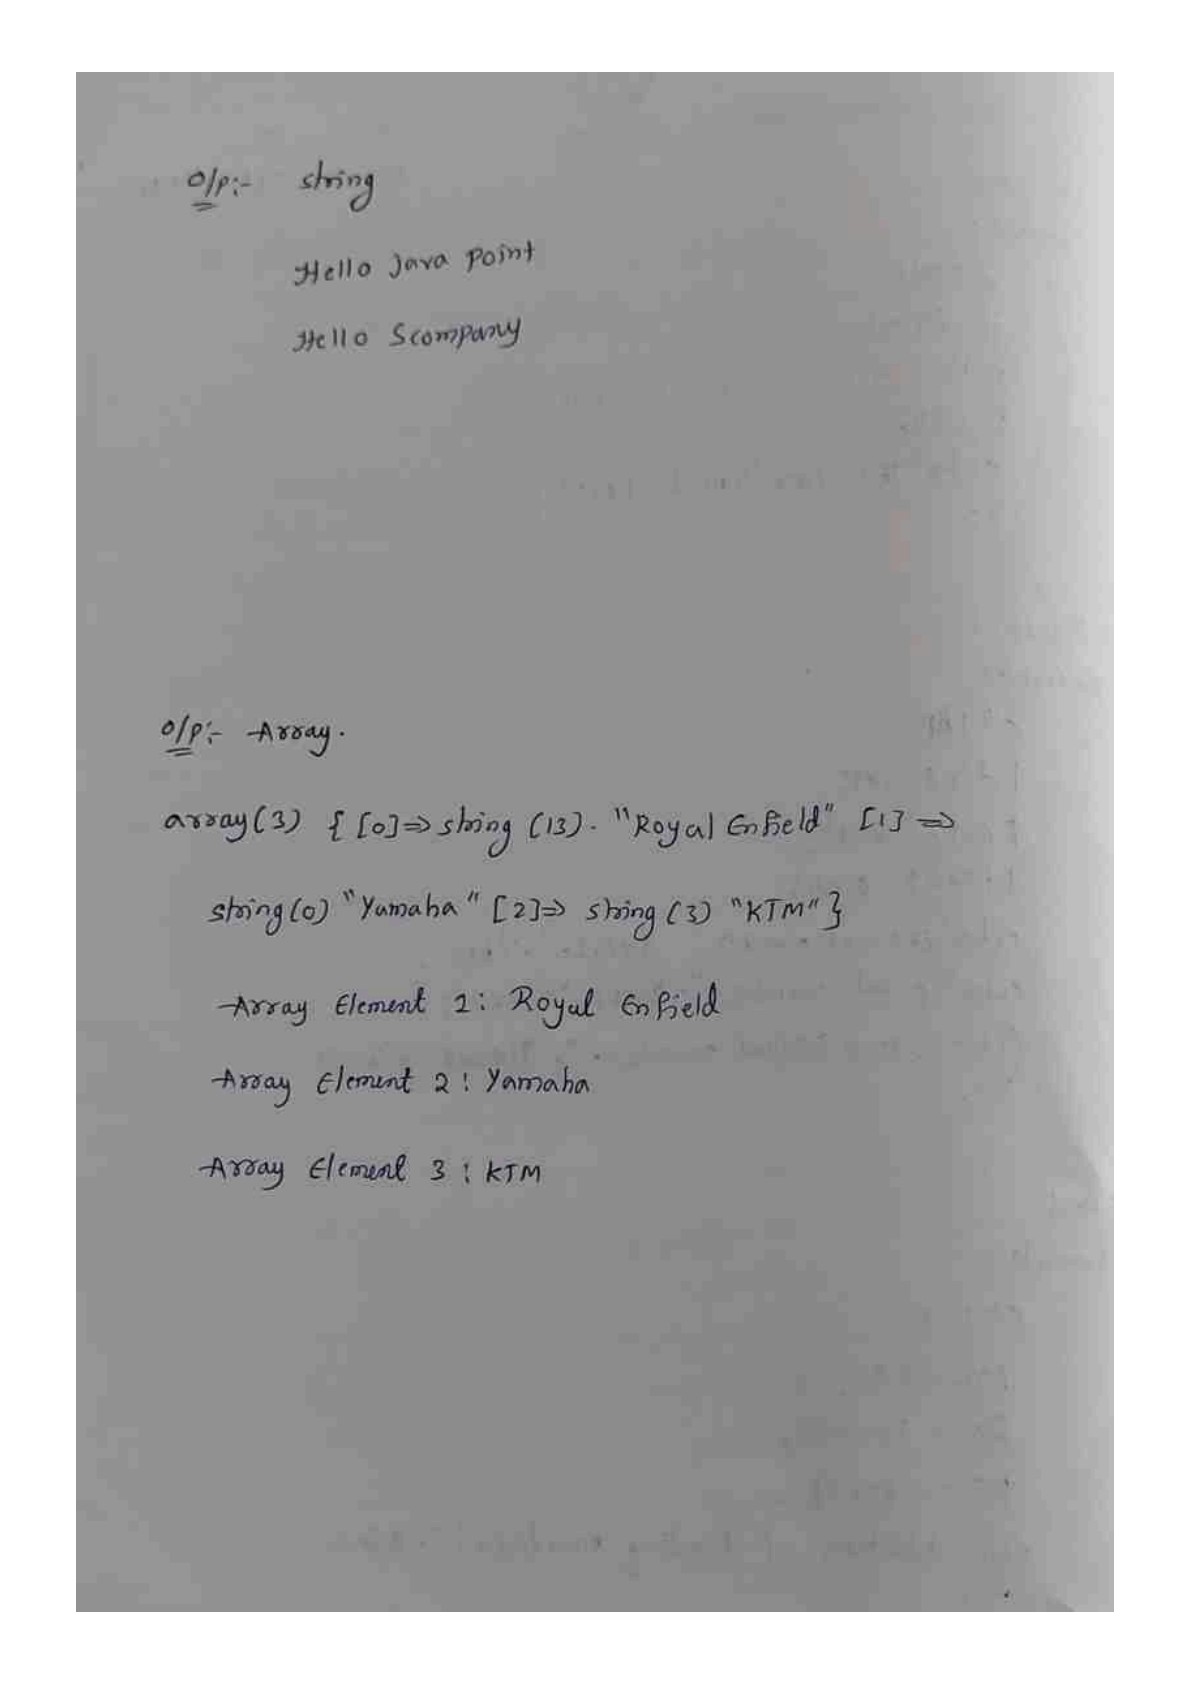 O/P:- string
Hello Java Point
Hello Scompany
O/P:- Array.
array(3) { [0]=> string (13). "Royal Enfield" [1] =>
string(0) "Yamaha" [2]=> string (3) "KTM" }
Array Element 1: Royal Enfield
Array Element 2: Yamaha
Array Element 3: KTM